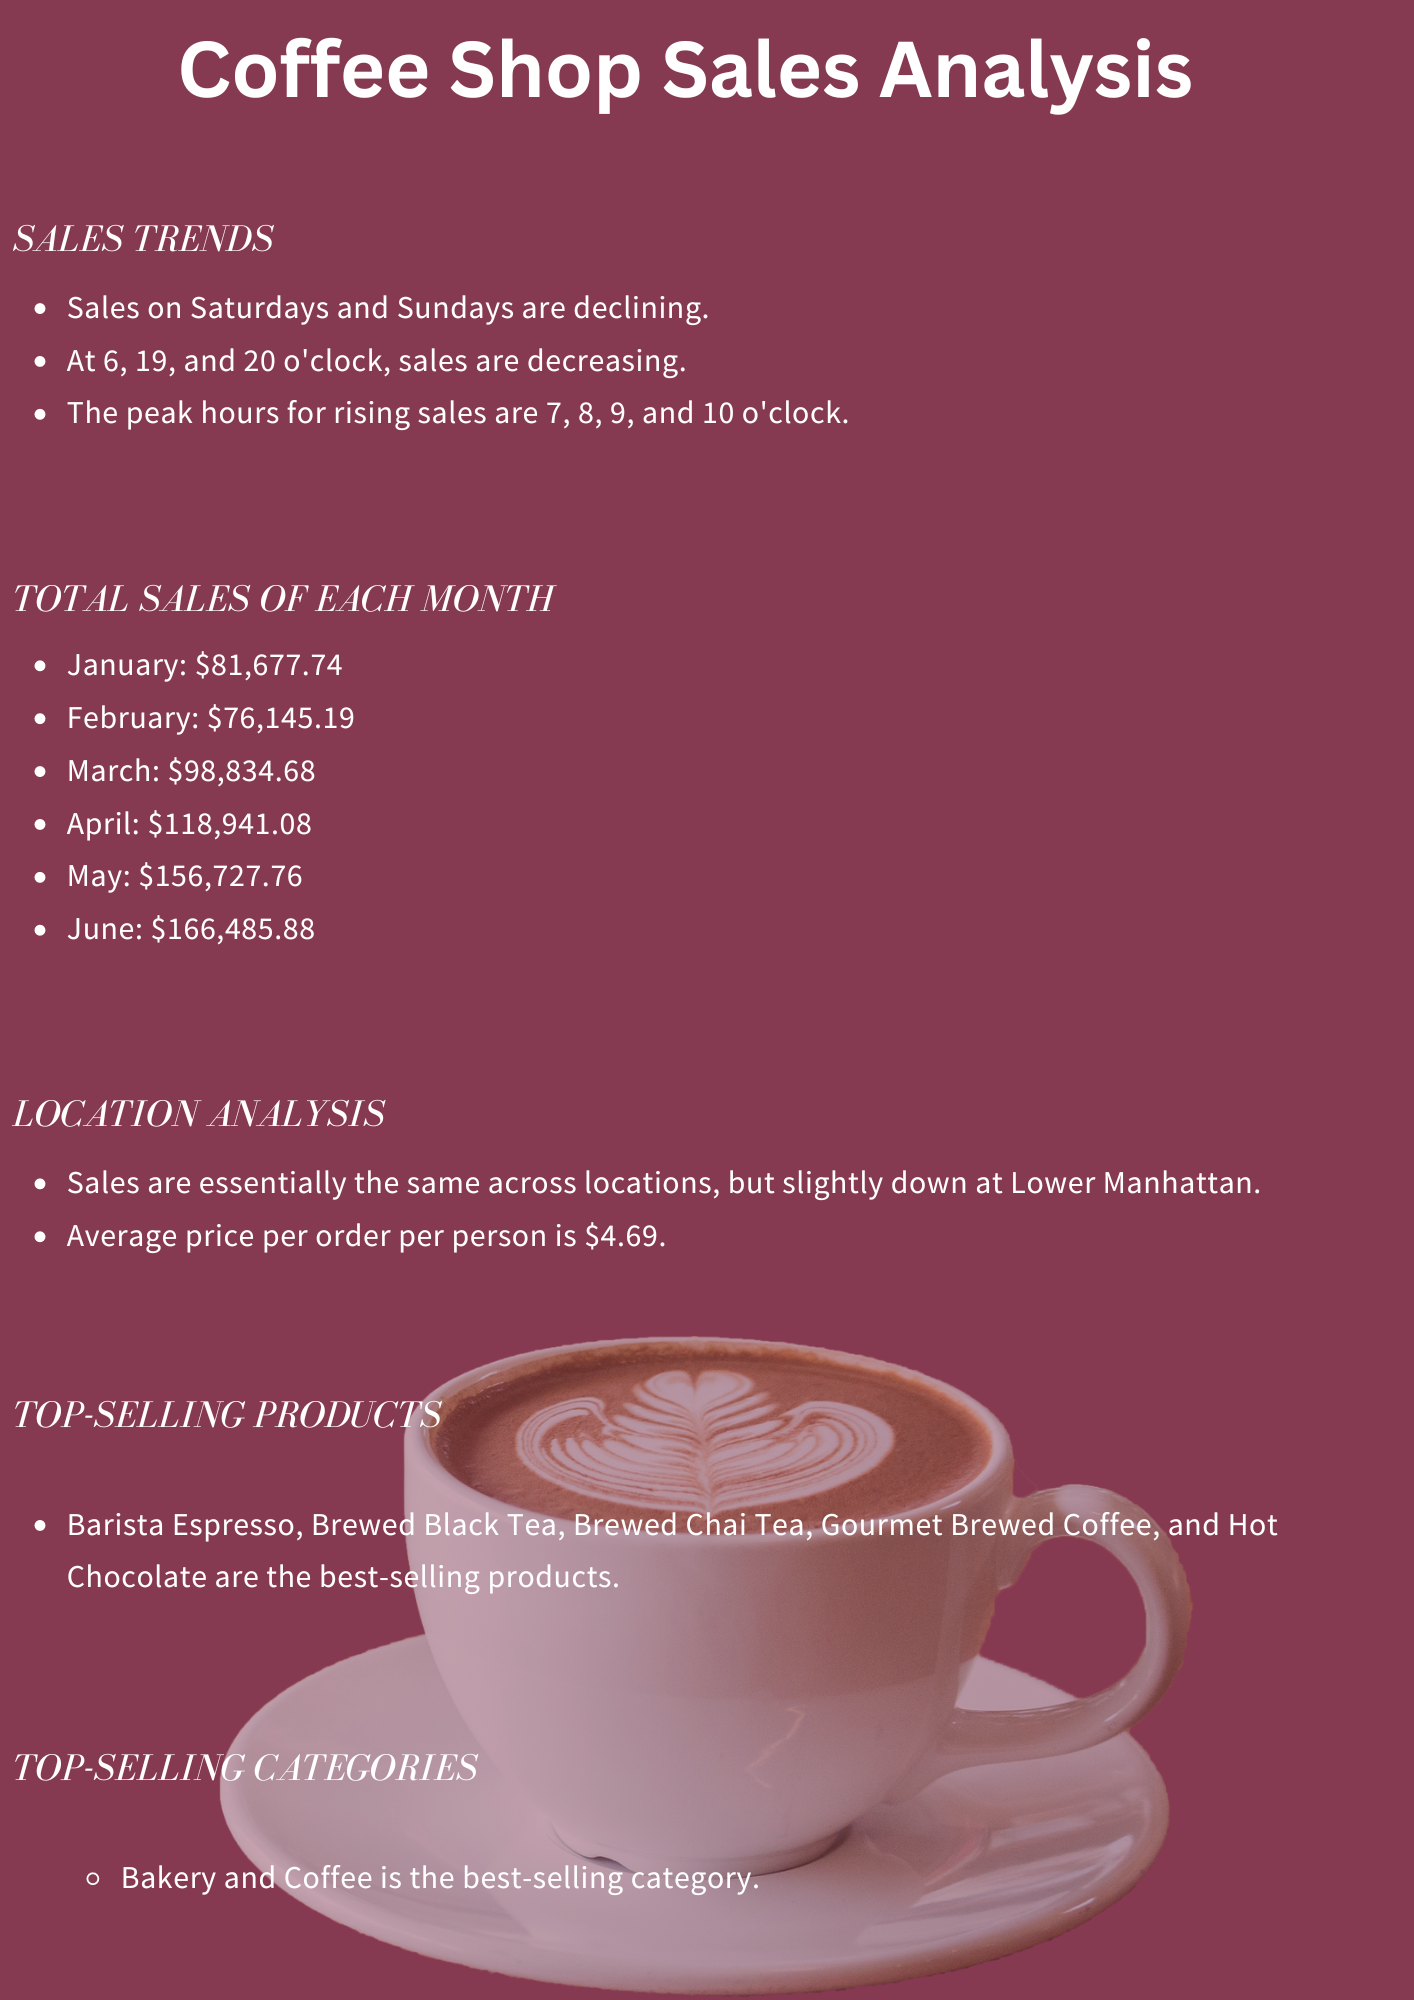 Coffee Shop Sales Analysis
SALES TRENDS
• Sales on Saturdays and Sundays are declining.
• At 6, 19, and 20 o'clock, sales are decreasing.
• The peak hours for rising sales are 7, 8, 9, and 10 o'clock.
TOTAL SALES OF EACH MONTH
• January: $81,677.74
• February: $76,145.19
• March: $98,834.68
• April: $118,941.08
• May: $156,727.76
• June: $166,485.88
LOCATION ANALYSIS
• Sales are essentially the same across locations, but slightly down at Lower Manhattan.
• Average price per order per person is $4.69.
TOP-SELLING PRODUCTS
• Barista Espresso, Brewed Black Tea, Brewed Chai Tea, Gourmet Brewed Coffee, and Hot
Chocolate are the best-selling products.
TOP-SELLING CATEGORIES
◦ Bakery and Coffee is the best-selling category.